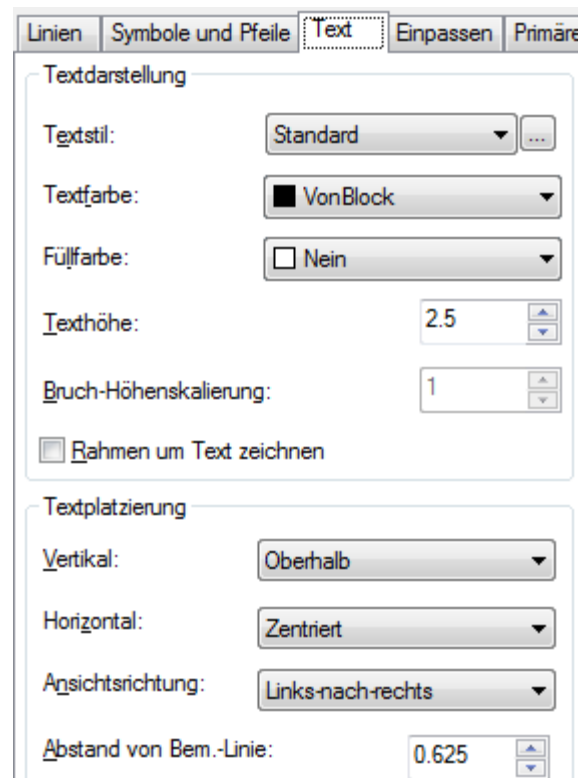 Linien Symbole und Pfeile Text Einpassen Primäre
Textdarstellung
Textstil: Standard ...
Textfarbe: VonBlock
Füllfarbe: Nein
Texthöhe: 2.5
Bruch-Höhenskalierung: 1
Rahmen um Text zeichnen
Textplatzierung
Vertikal: Oberhalb
Horizontal: Zentriert
Ansichtsrichtung: Links-nach-rechts
Abstand von Bem.-Linie: 0.625